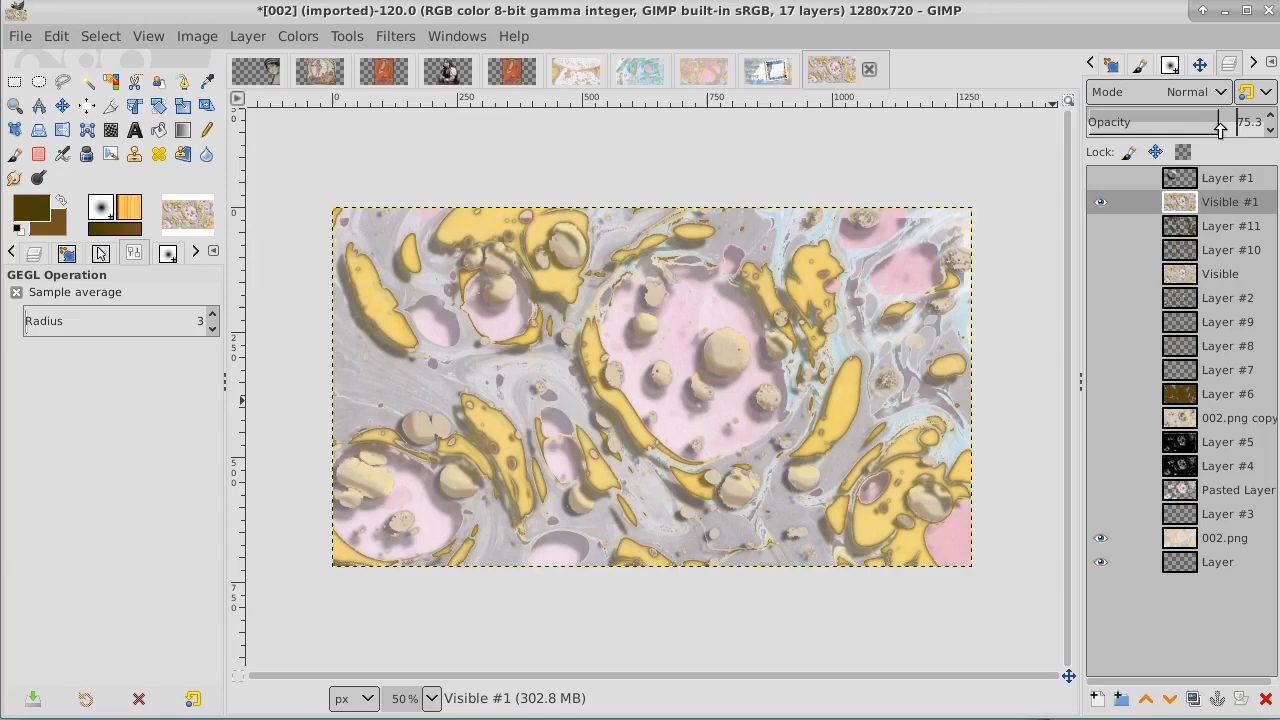 *[002] (imported)-120.0 (RGB color 8-bit gamma integer, GIMP built-in sRGB, 17 layers) 1280x720 – GIMP
File Edit Select View Image Layer Colors Tools Filters Windows Help
Mode Normal
Opacity 75.3
Lock:
0 250 500 750 1000 1250
0
250
500
750
GEGL Operation
Sample average
Radius 3
Layer #1
Visible #1
Layer #11
Layer #10
Visible
Layer #2
Layer #9
Layer #8
Layer #7
Layer #6
002.png copy
Layer #5
Layer #4
Pasted Layer
Layer #3
002.png
Layer
px 50% Visible #1 (302.8 MB)